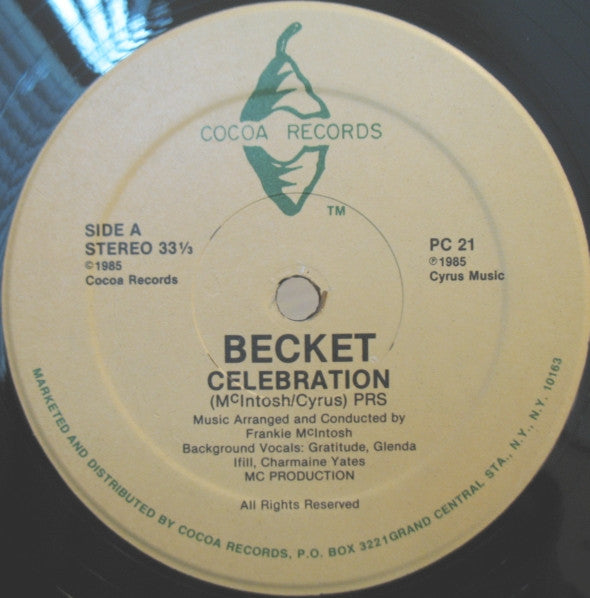 COCOA RECORDS
TM
SIDE A
STEREO 33⅓
©1985
Cocoa Records
PC 21
℗1985
Cyrus Music
BECKET
CELEBRATION
(McIntosh/Cyrus) PRS
Music Arranged and Conducted by
Frankie McIntosh
Background Vocals: Gratitude, Glenda
Ifill, Charmaine Yates
MC PRODUCTION
All Rights Reserved
MARKETED AND DISTRIBUTED BY COCOA RECORDS, P.O. BOX 3221GRAND CENTRAL STA., N.Y., N.Y. 10163